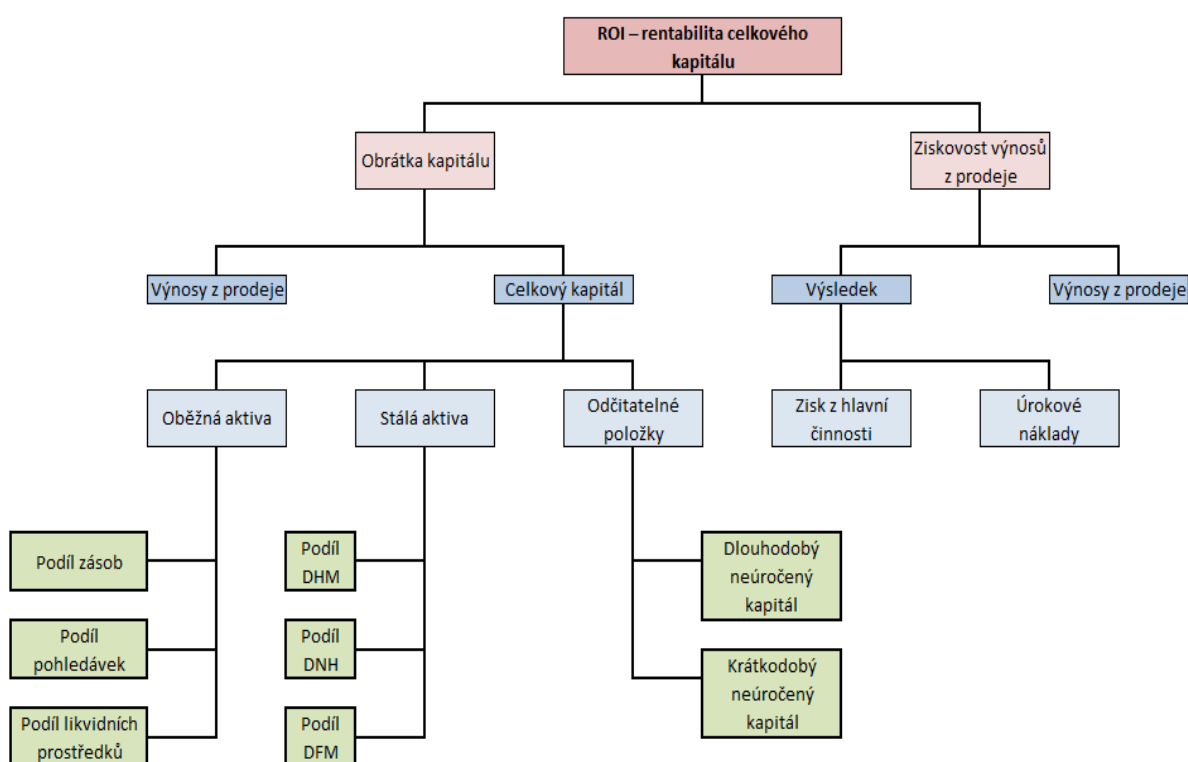 ROI – rentabilita celkového
kapitálu
Obrátka kapitálu
Ziskovost výnosů
z prodeje
Výnosy z prodeje
Celkový kapitál
Výsledek
Výnosy z prodeje
Oběžná aktiva
Stálá aktiva
Odčitatelné
položky
Zisk z hlavní
činnosti
Úrokové
náklady
Podíl zásob
Podíl
DHM
Dlouhodobý
neúročený
kapitál
Podíl
pohledávek
Podíl
DNH
Krátkodobý
neúročený
kapitál
Podíl likvidních
prostředků
Podíl
DFM